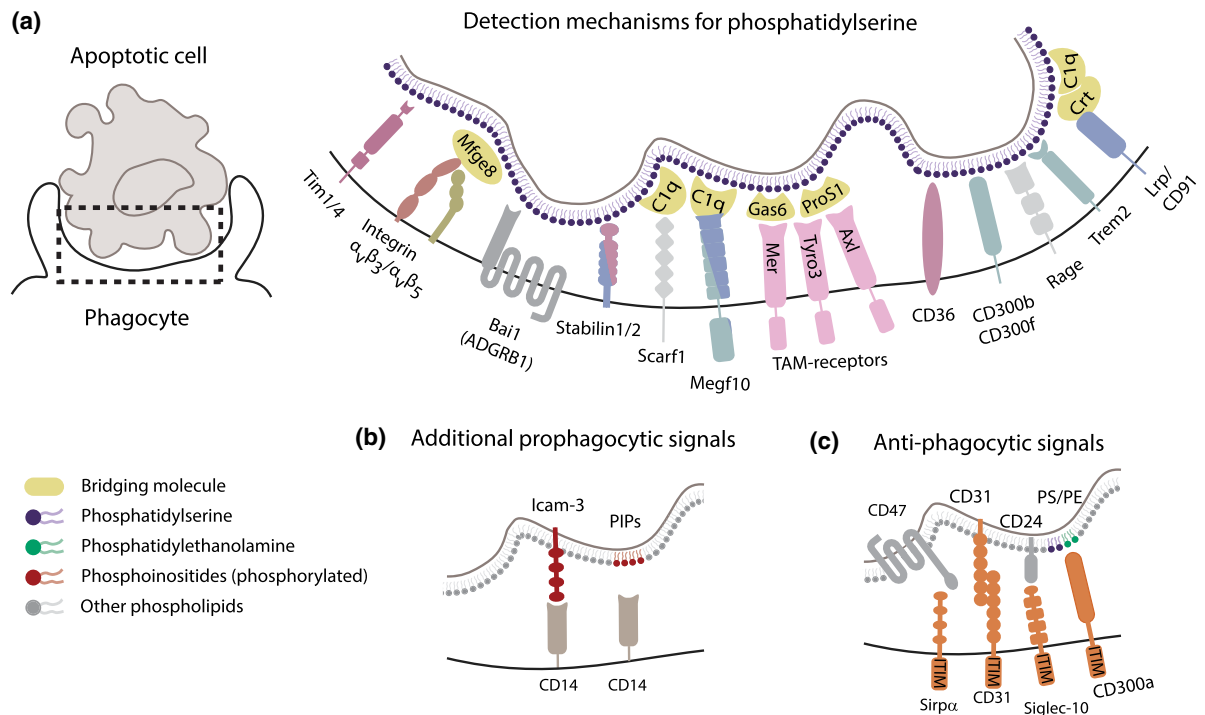 (a)
Detection mechanisms for phosphatidylserine
Apoptotic cell
Phagocyte
Tim1/4
Mfge8
Integrin
αᵥβ₃/αᵥβ₅
Bai1
(ADGRB1)
Stabilin1/2
C1q
Scarf1
C1q
Megf10
Gas6
ProS1
Mer
Tyro3
Axl
TAM-receptors
CD36
CD300b
CD300f
Rage
Trem2
C1q
Crt
Lrp/
CD91
(b)
Additional prophagocytic signals
Icam-3
PIPs
CD14
CD14
(c)
Anti-phagocytic signals
CD47
CD31
CD24
PS/PE
ITIM
ITIM
ITIM
ITIM
Sirpα
CD31
Siglec-10
CD300a
Bridging molecule
Phosphatidylserine
Phosphatidylethanolamine
Phosphoinositides (phosphorylated)
Other phospholipids